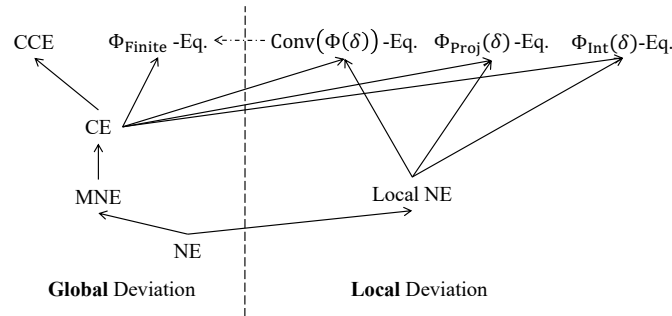 CCE Φ_Finite -Eq. Conv(Φ(δ)) -Eq. Φ_Proj(δ) -Eq. Φ_Int(δ)-Eq.
CE
MNE Local NE
NE
Global Deviation Local Deviation